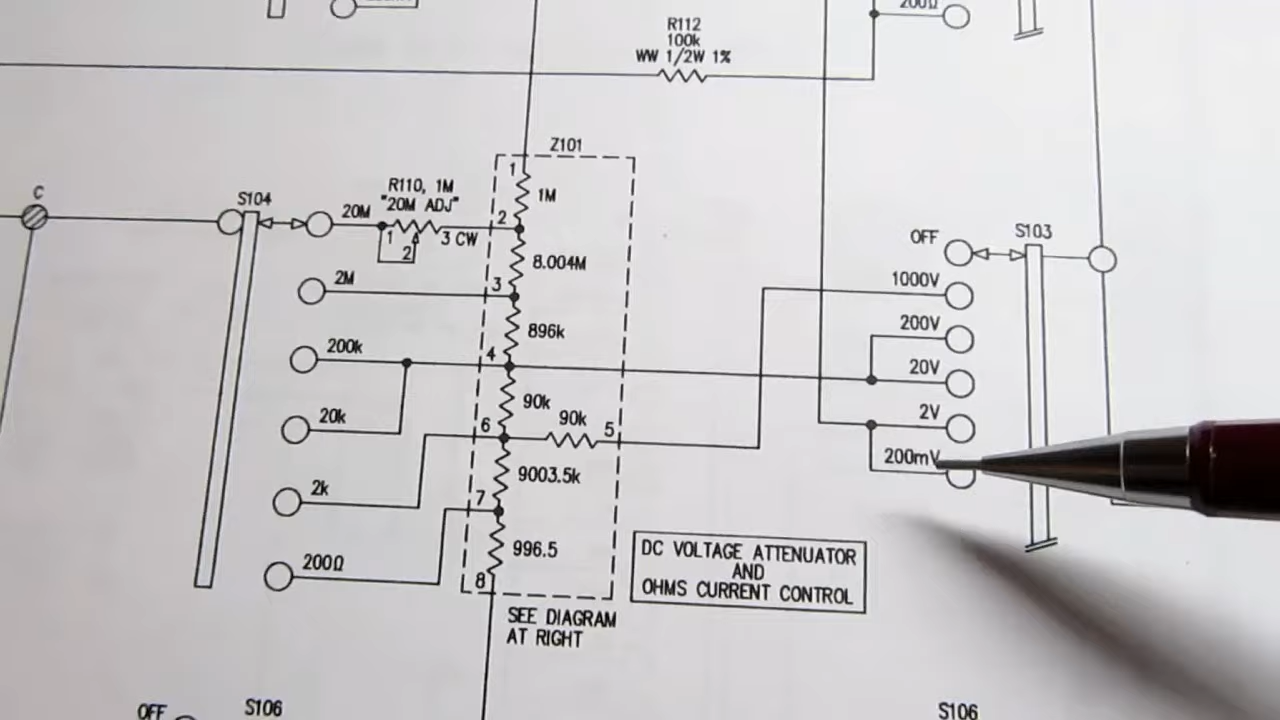 200Ω
R112
100k
WW 1/2W 1%
Z101
C
S104
R110, 1M
"20M ADJ"
20M
1
2
3 CW
1
1M
2
8.004M
OFF
S103
2M
3
1000V
896k
200V
200k
4
20V
90k
90k
20k
6
5
2V
200mV
9003.5k
2k
7
996.5
DC VOLTAGE ATTENUATOR
AND
OHMS CURRENT CONTROL
200Ω
8
SEE DIAGRAM
AT RIGHT
OFF
S106
S106